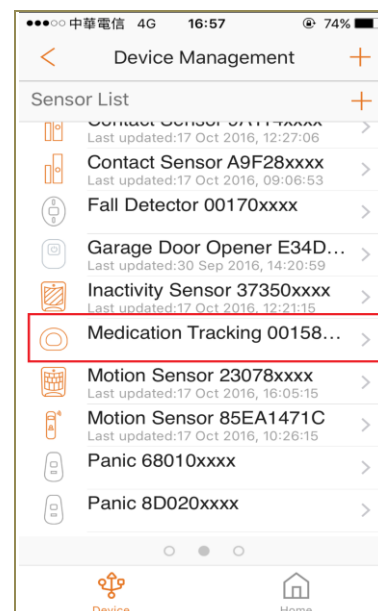 中華電信 4G 16:57 74%
Device Management
Sensor List
Last updated:17 Oct 2016, 12:27:06
Contact Sensor A9F28xxxx
Last updated:17 Oct 2016, 09:06:53
Fall Detector 00170xxxx
Garage Door Opener E34D...
Last updated:30 Sep 2016, 14:20:59
Inactivity Sensor 37350xxxx
Last updated:17 Oct 2016, 12:21:15
Medication Tracking 00158...
Motion Sensor 23078xxxx
Last updated:17 Oct 2016, 16:05:15
Motion Sensor 85EA1471C
Last updated:17 Oct 2016, 10:26:15
Panic 68010xxxx
Panic 8D020xxxx
Device Home